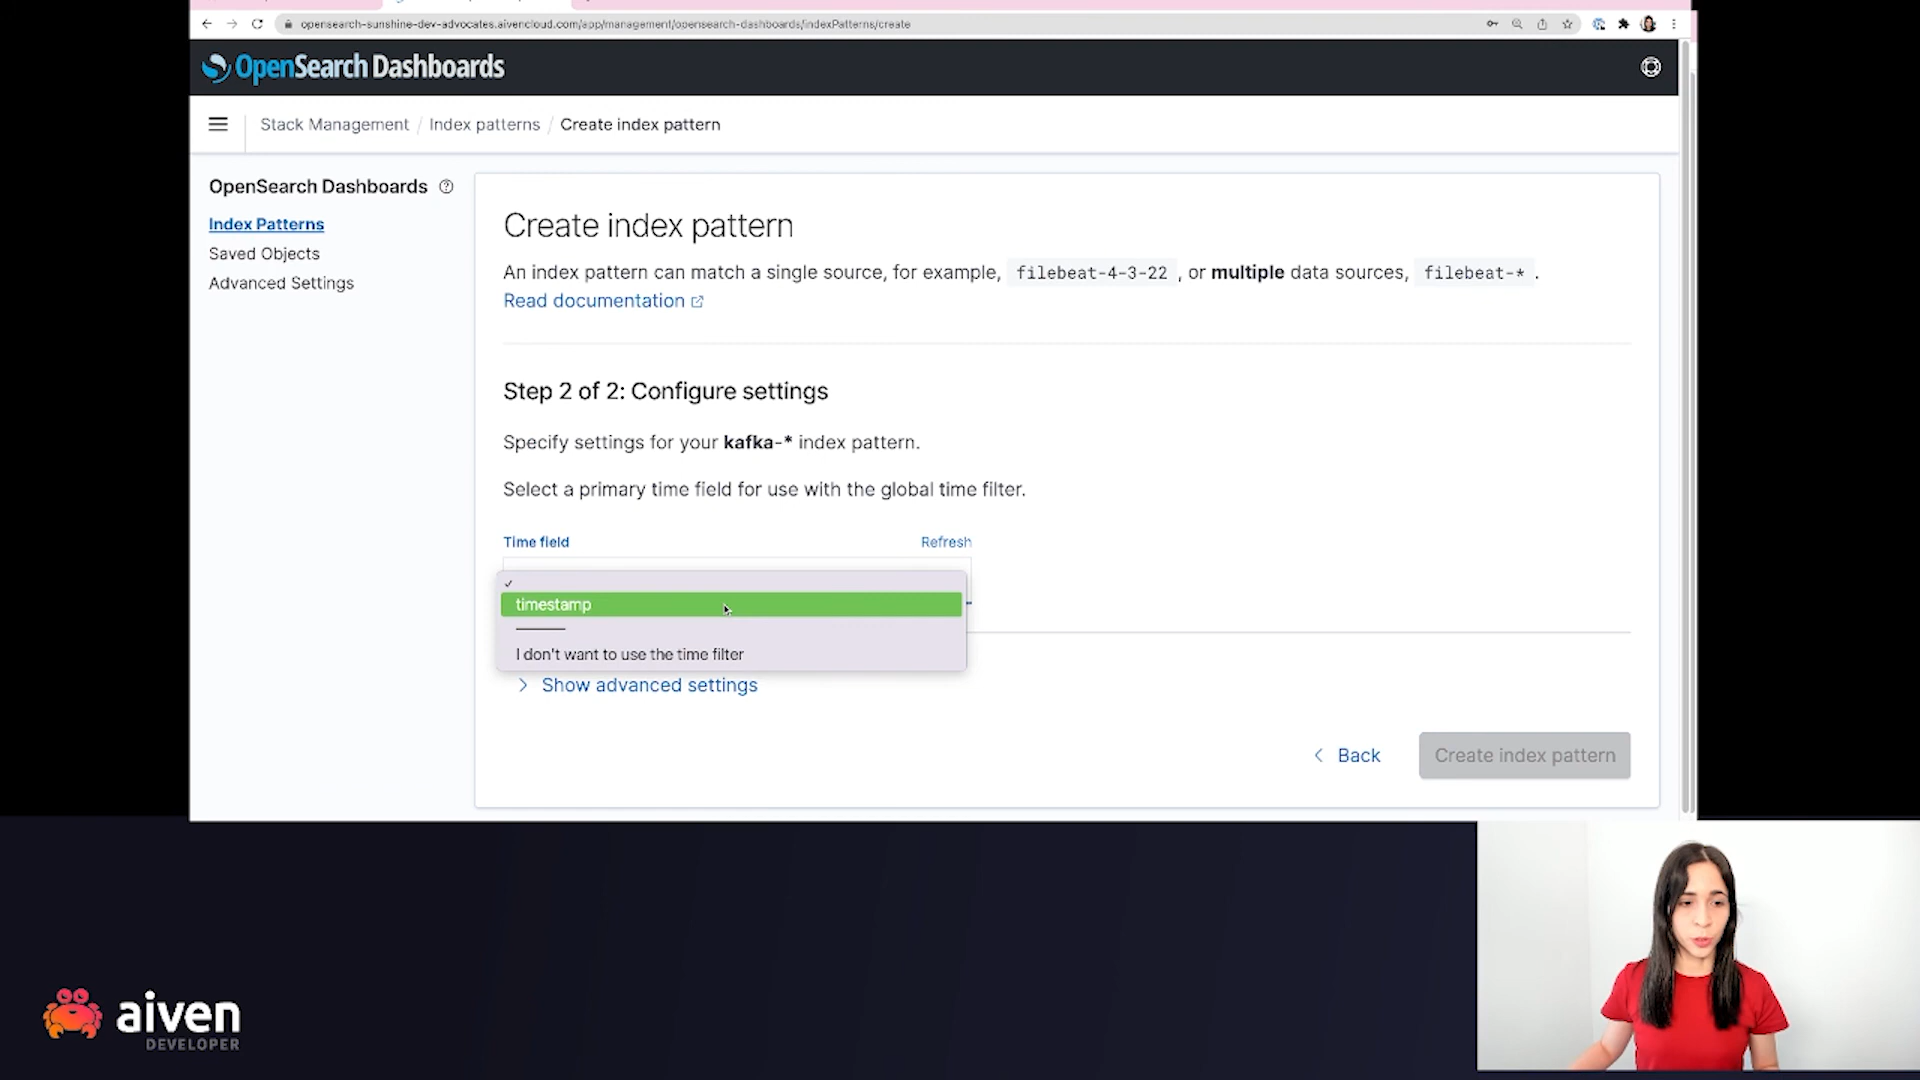 opensearch-sunshine-dev-advocates.aivencloud.com/app/management/opensearch-dashboards/indexPatterns/create
OpenSearch Dashboards
Stack Management / Index patterns / Create index pattern
OpenSearch Dashboards
Index Patterns
Saved Objects
Advanced Settings
Create index pattern
An index pattern can match a single source, for example, filebeat-4-3-22 , or multiple data sources, filebeat-* .
Read documentation
Step 2 of 2: Configure settings
Specify settings for your kafka-* index pattern.
Select a primary time field for use with the global time filter.
Time field Refresh
timestamp
I don't want to use the time filter
Show advanced settings
Back Create index pattern
aiven
DEVELOPER